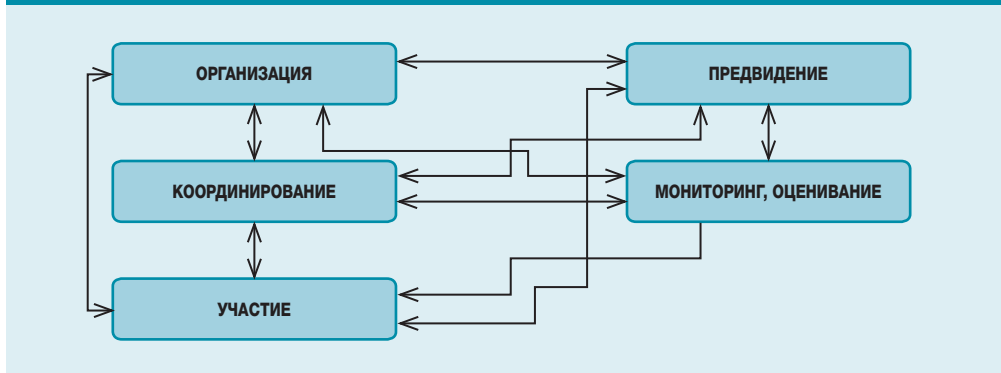 ОРГАНИЗАЦИЯ
ПРЕДВИДЕНИЕ
КООРДИНИРОВАНИЕ
МОНИТОРИНГ, ОЦЕНИВАНИЕ
УЧАСТИЕ